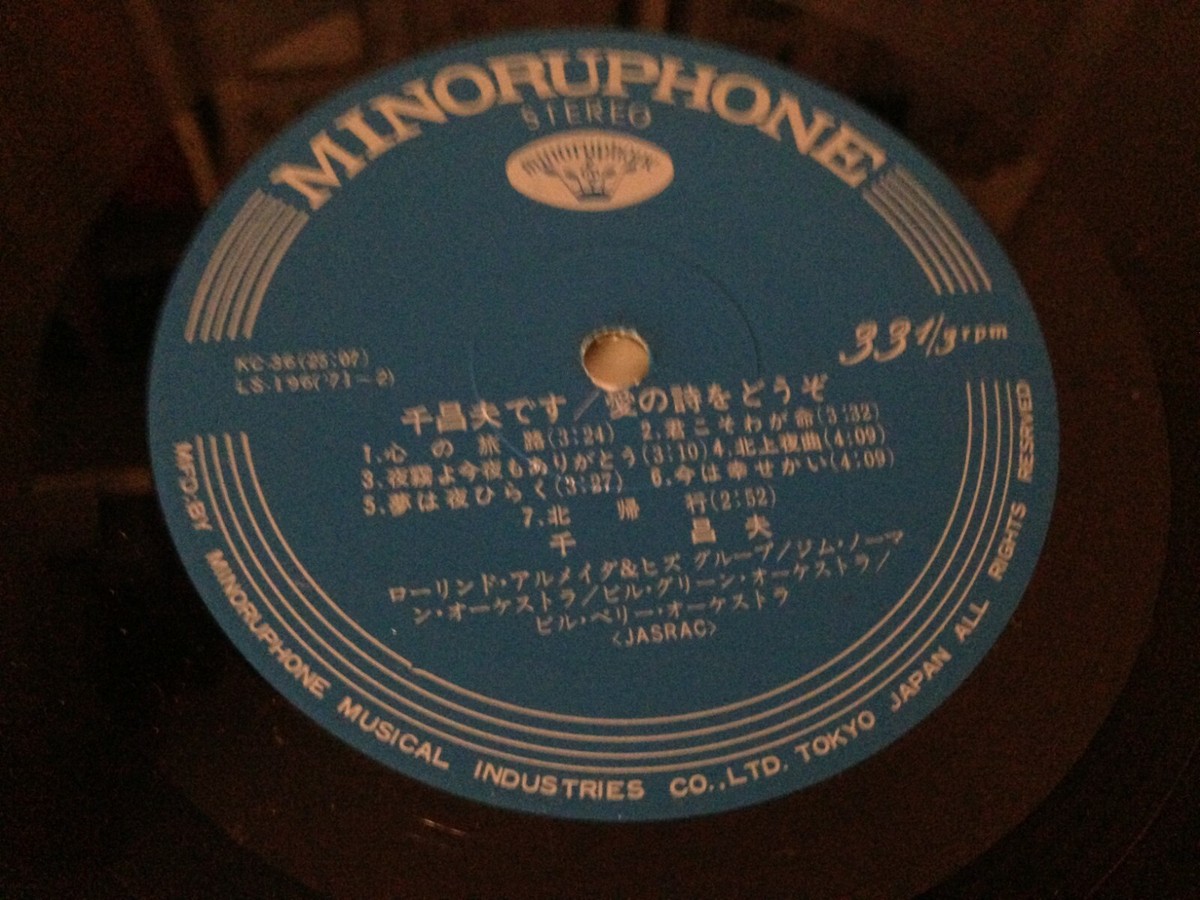 MINORUPHONE
STEREO
minoruphone
33 1/3 rpm
KC-36(25:07)
LS.196('71-2)
千昌夫です/愛の詩をどうぞ
1.心の旅路(3:24) 2.君こそわが命(3:32)
3.夜霧よ今夜もありがとう(3:10) 4.北上夜曲(4:09)
5.夢は夜ひらく(3:27) 6.今は幸せかい(4:09)
7.北帰行(2:52)
千昌夫
ローリンド・アルメイダ&ヒズ グループ/ジム・ノーマ
ン・オーケストラ/ビル・グリーン・オーケストラ/
ビル・ベリー・オーケストラ
<JASRAC>
MFD.BY MINORUPHONE MUSICAL INDUSTRIES CO.,LTD. TOKYO JAPAN ALL RIGHTS RESRVED